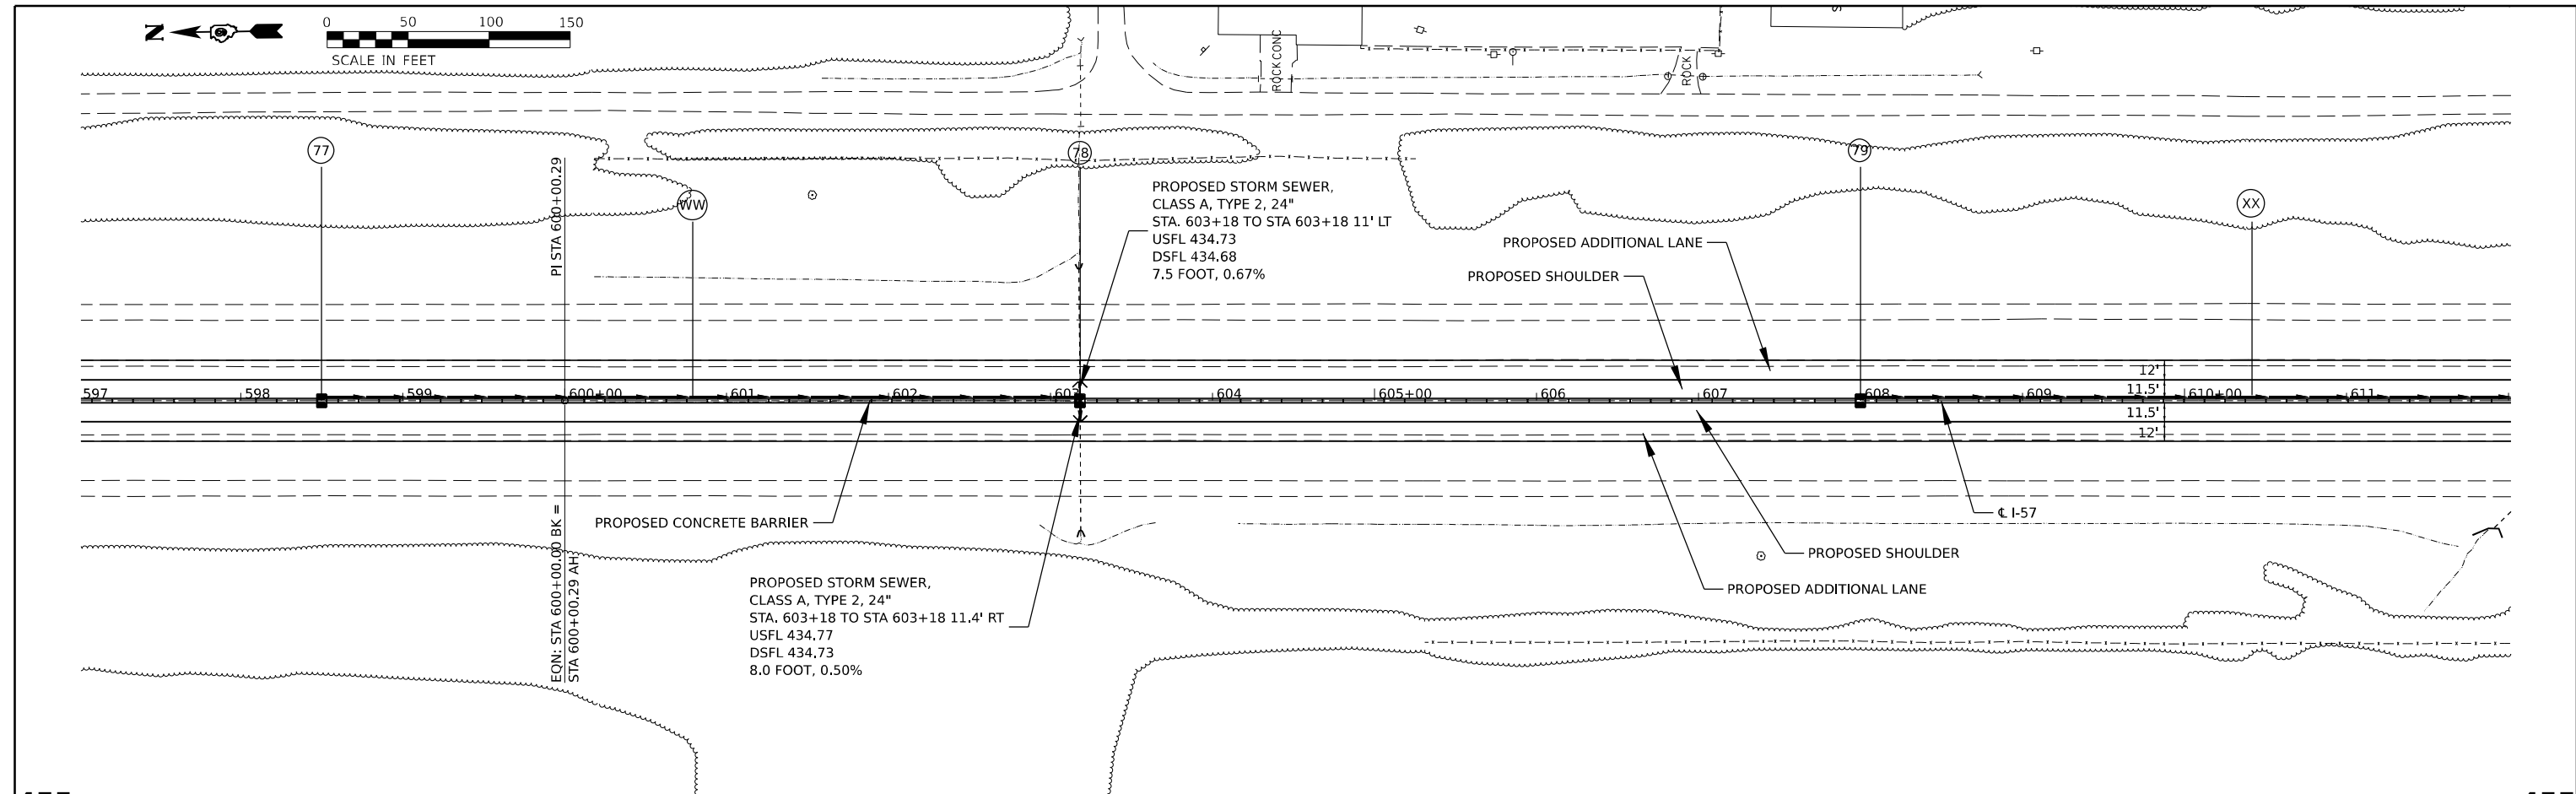 N
0 50 100 150
SCALE IN FEET
ROCK
CONC
ROCK
S
77
78
79
WW
XX
PI STA 600+00.29
PROPOSED STORM SEWER,
CLASS A, TYPE 2, 24"
STA. 603+18 TO STA 603+18 11' LT
USFL 434.73
DSFL 434.68
7.5 FOOT, 0.67%
PROPOSED ADDITIONAL LANE
PROPOSED SHOULDER
597 598 599 600+00 601 602 603 604 605+00 606 607 608 609 610+00 611
12'
11.5'
11.5'
12'
PROPOSED CONCRETE BARRIER
℄ I-57
PROPOSED SHOULDER
PROPOSED ADDITIONAL LANE
EQN: STA 600+00.00 BK =
STA 600+00.29 AH
PROPOSED STORM SEWER,
CLASS A, TYPE 2, 24"
STA. 603+18 TO STA 603+18 11.4' RT
USFL 434.77
DSFL 434.73
8.0 FOOT, 0.50%